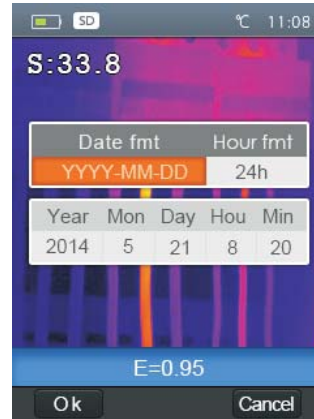 SD ℃ 11:08
S:33.8
Date fmt Hour fmt
YYYY-MM-DD 24h
Year Mon Day Hou Min
2014 5 21 8 20
E=0.95
Ok Cancel